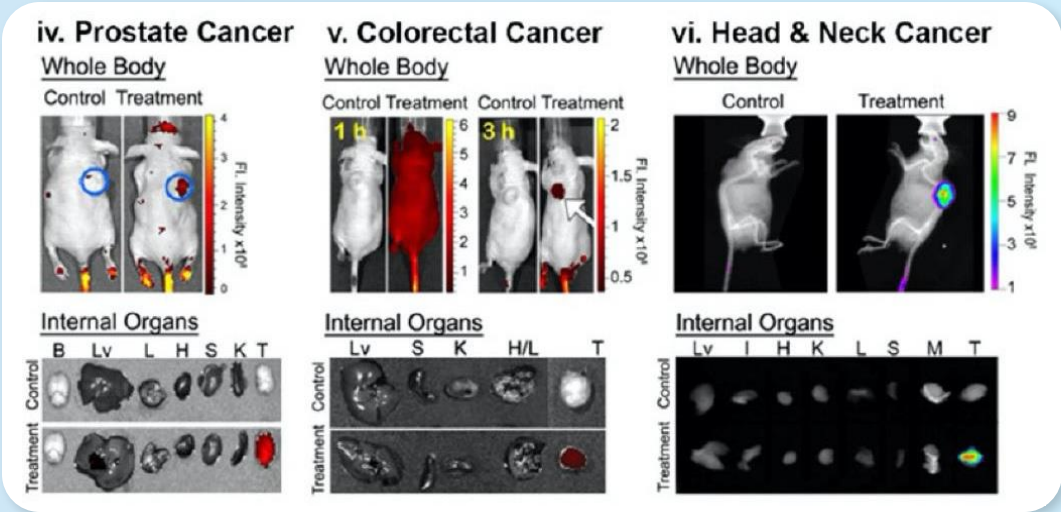 iv. Prostate Cancer
Whole Body
Control Treatment
4
3
2
1
0
Fl. Intensity x10⁸
Internal Organs
B Lv L H S K T
Control
Treatment
v. Colorectal Cancer
Whole Body
Control Treatment Control Treatment
1 h
3 h
6
5
4
3
2
1
2
1.5
1
0.5
Fl. Intensity x10⁸
Internal Organs
Lv S K H/L T
Control
Treatment
vi. Head & Neck Cancer
Whole Body
Control Treatment
9
7
5
3
1
Fl. Intensity x10⁸
Internal Organs
Lv I H K L S M T
Control
Treatment